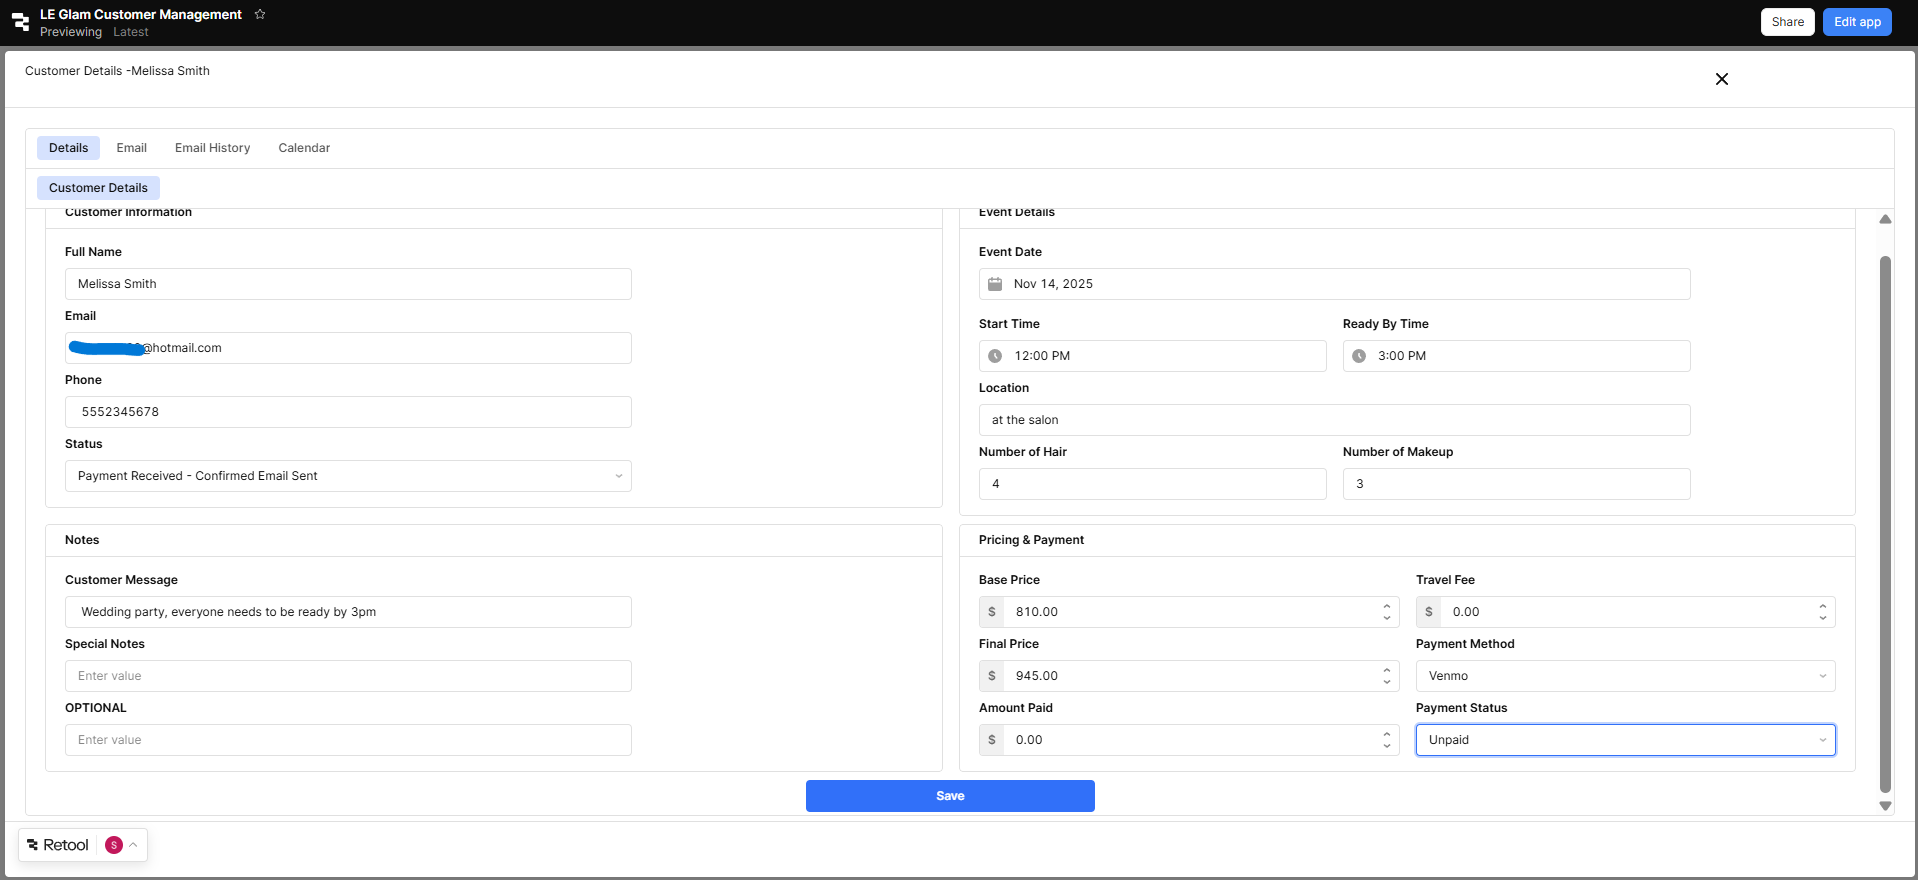 LE Glam Customer Management
Previewing Latest
Share
Edit app
Customer Details -Melissa Smith
Details Email Email History Calendar
Customer Details
Customer Information
Full Name
Melissa Smith
Email
@hotmail.com
Phone
5552345678
Status
Payment Received - Confirmed Email Sent
Event Details
Event Date
Nov 14, 2025
Start Time Ready By Time
12:00 PM 3:00 PM
Location
at the salon
Number of Hair Number of Makeup
4 3
Notes
Customer Message
Wedding party, everyone needs to be ready by 3pm
Special Notes
Enter value
OPTIONAL
Enter value
Pricing & Payment
Base Price Travel Fee
$ 810.00 $ 0.00
Final Price Payment Method
$ 945.00 Venmo
Amount Paid Payment Status
$ 0.00 Unpaid
Save
Retool S